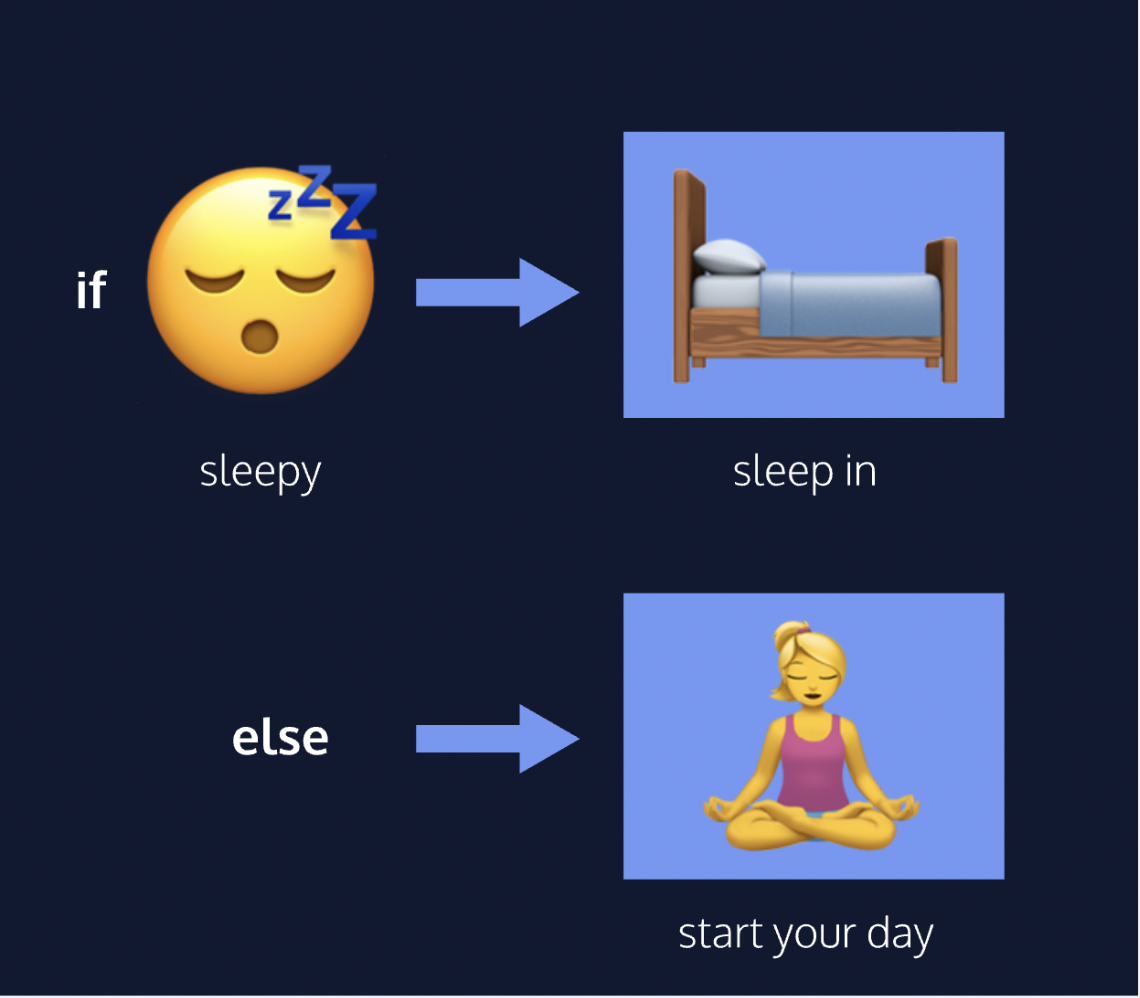 z z z
if
sleepy
sleep in
else
start your day